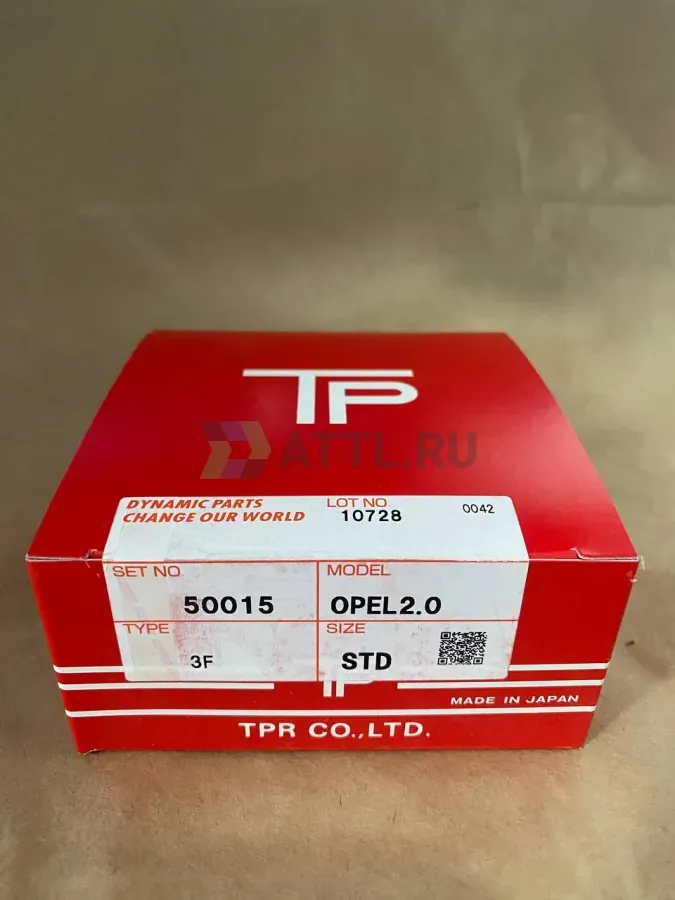 TP
ATTL.RU
DYNAMIC PARTS
CHANGE OUR WORLD
LOT NO
10728
0042
SET NO.
50015
MODEL
OPEL2.0
TYPE
3F
SIZE
STD
TP
MADE IN JAPAN
TPR CO.,LTD.